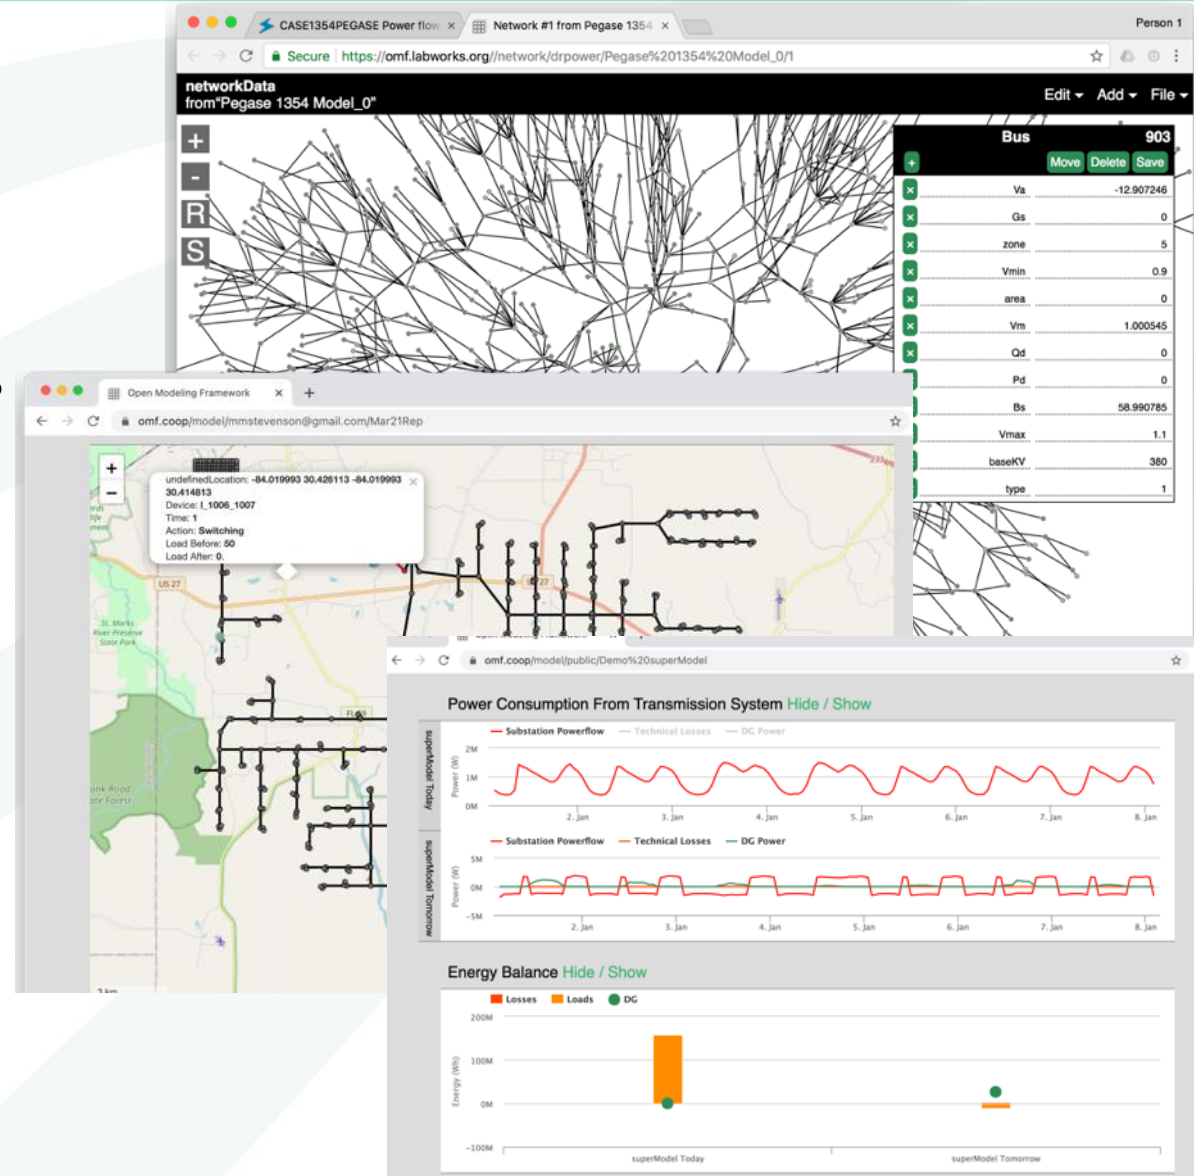 CASE1354PEGASE Power flow
Network #1 from Pegase 1354
Person 1
Secure https://omf.labworks.org//network/drpower/Pegase%201354%20Model_0/1
networkData
from"Pegase 1354 Model_0"
Edit Add File
+
-
R
S
Bus 903
+ Move Delete Save
× Va -12.907246
× Gs 0
× zone 5
× Vmin 0.9
× area 0
× Vm 1.000545
× Qd 0
Pd 0
Bs 58.990785
Vmax 1.1
baseKV 380
type 1
Open Modeling Framework × +
omf.coop/model/mmstevenson@gmail.com/Mar21Rep
+
−
undefinedLocation: -84.019993 30.426113 -84.019993
30.414813
Device: l_1006_1007
Time: 1
Action: Switching
Load Before: 50
Load After: 0.
×
US 27
27
St. Marks
River Preserve
State Park
ank Road
ate Forest
3 km
omf.coop/model/public/Demo%20superModel
Power Consumption From Transmission System Hide / Show
superModel Today
Substation Powerflow Technical Losses DG Power
Power (W)
2M
1M
0M
2. Jan 3. Jan 4. Jan 5. Jan 6. Jan 7. Jan 8. Jan
superModel Tomorrow
Substation Powerflow Technical Losses DG Power
Power (W)
5M
0M
-5M
2. Jan 3. Jan 4. Jan 5. Jan 6. Jan 7. Jan 8. Jan
Energy Balance Hide / Show
Losses Loads DG
Energy (Wh)
200M
100M
0M
-100M
superModel Today superModel Tomorrow